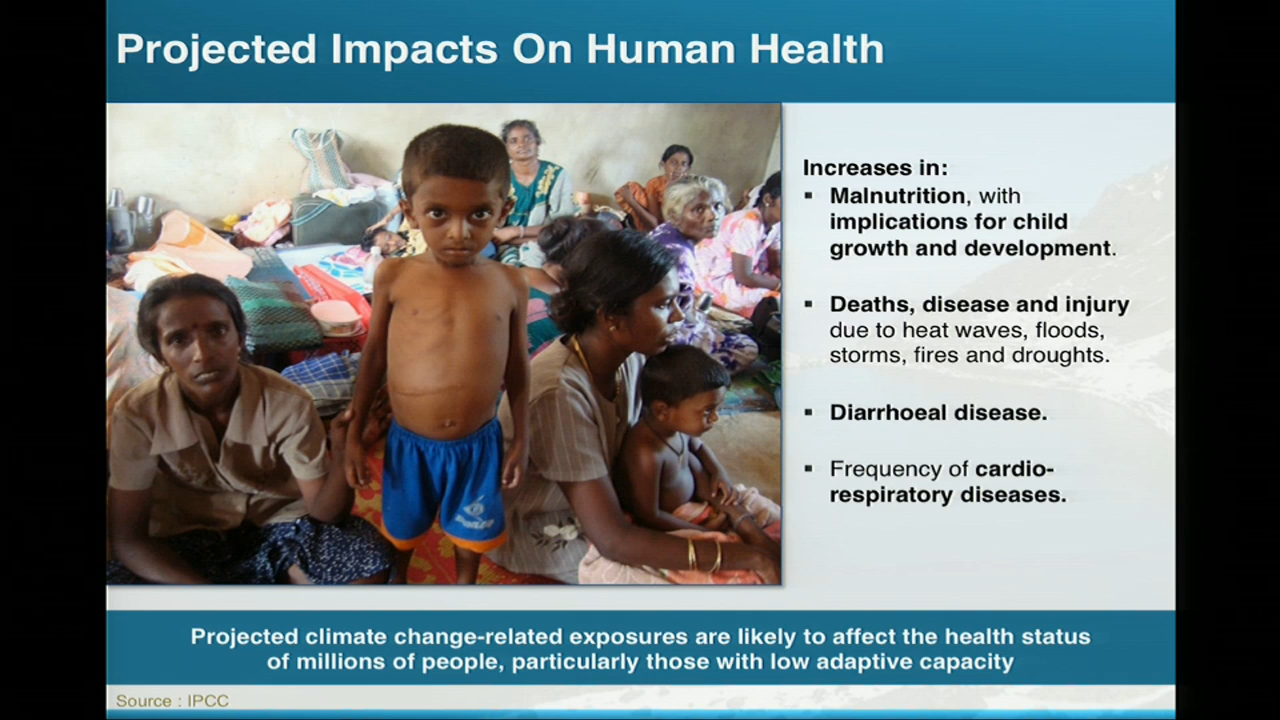 Projected Impacts On Human Health
Increases in:
▪ Malnutrition, with
implications for child
growth and development.
▪ Deaths, disease and injury
due to heat waves, floods,
storms, fires and droughts.
▪ Diarrhoeal disease.
▪ Frequency of cardio-
respiratory diseases.
Projected climate change-related exposures are likely to affect the health status
of millions of people, particularly those with low adaptive capacity
Source : IPCC